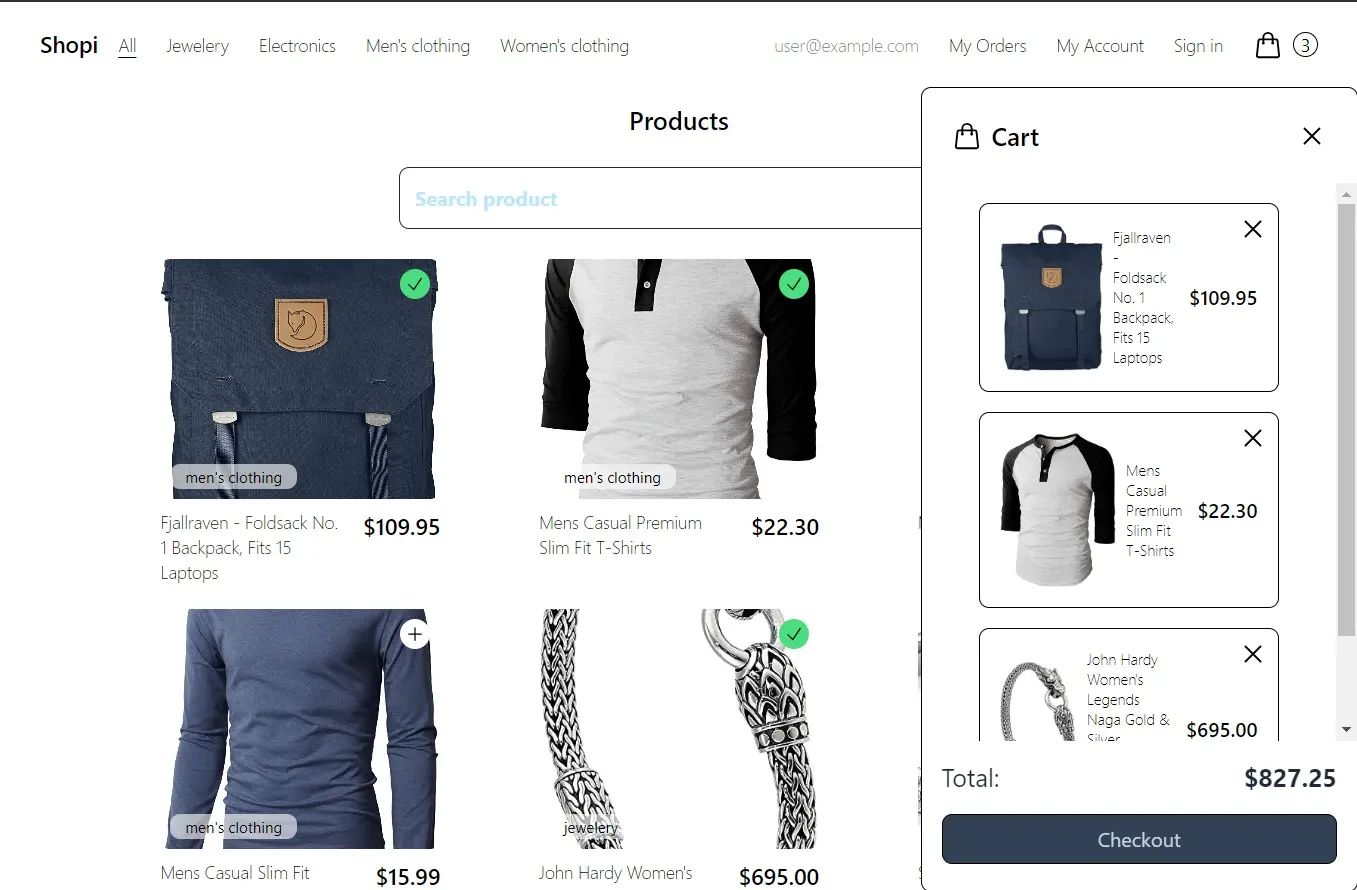 Shopi All Jewelery Electronics Men's clothing Women's clothing user@example.com My Orders My Account Sign in 3
Products
Search product
men's clothing
Fjallraven - Foldsack No.
1 Backpack, Fits 15
Laptops
$109.95
men's clothing
Mens Casual Premium
Slim Fit T-Shirts
$22.30
men's clothing
Mens Casual Slim Fit
$15.99
jewelery
John Hardy Women's
$695.00
Cart
Fjallraven
-
Foldsack
No. 1
Backpack,
Fits 15
Laptops
$109.95
Mens
Casual
Premium
Slim Fit
T-Shirts
$22.30
John Hardy
Women's
Legends
Naga Gold &
Silver
$695.00
Total: $827.25
Checkout